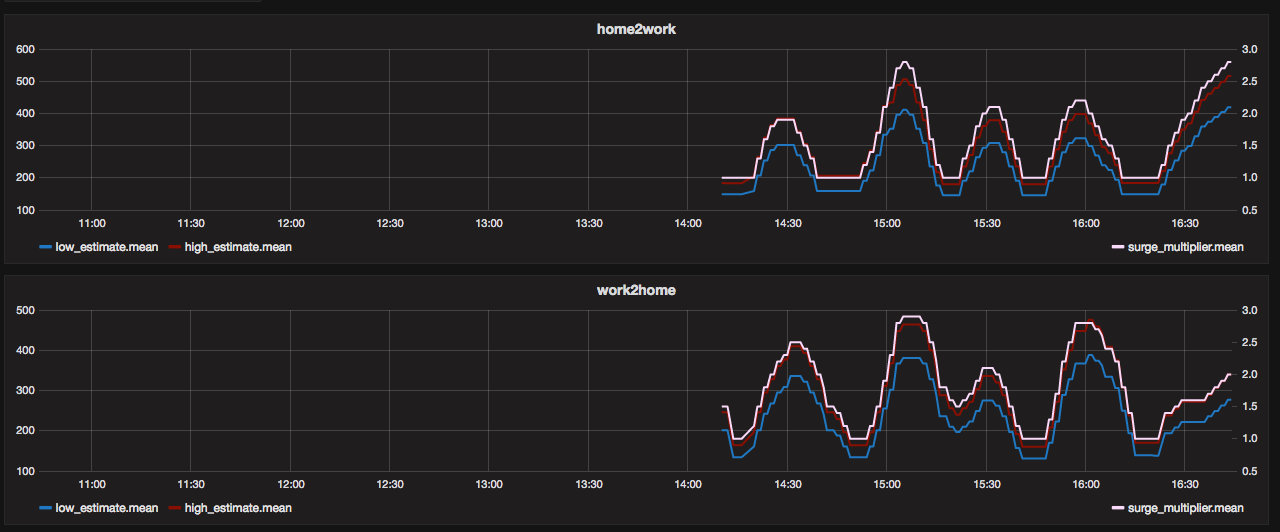 home2work
600 3.0
500 2.5
400 2.0
300 1.5
200 1.0
100 0.5
11:00 11:30 12:00 12:30 13:00 13:30 14:00 14:30 15:00 15:30 16:00 16:30
low_estimate.mean high_estimate.mean surge_multiplier.mean
work2home
500 3.0
2.5
400
2.0
300
1.5
200
1.0
100 0.5
11:00 11:30 12:00 12:30 13:00 13:30 14:00 14:30 15:00 15:30 16:00 16:30
low_estimate.mean high_estimate.mean surge_multiplier.mean